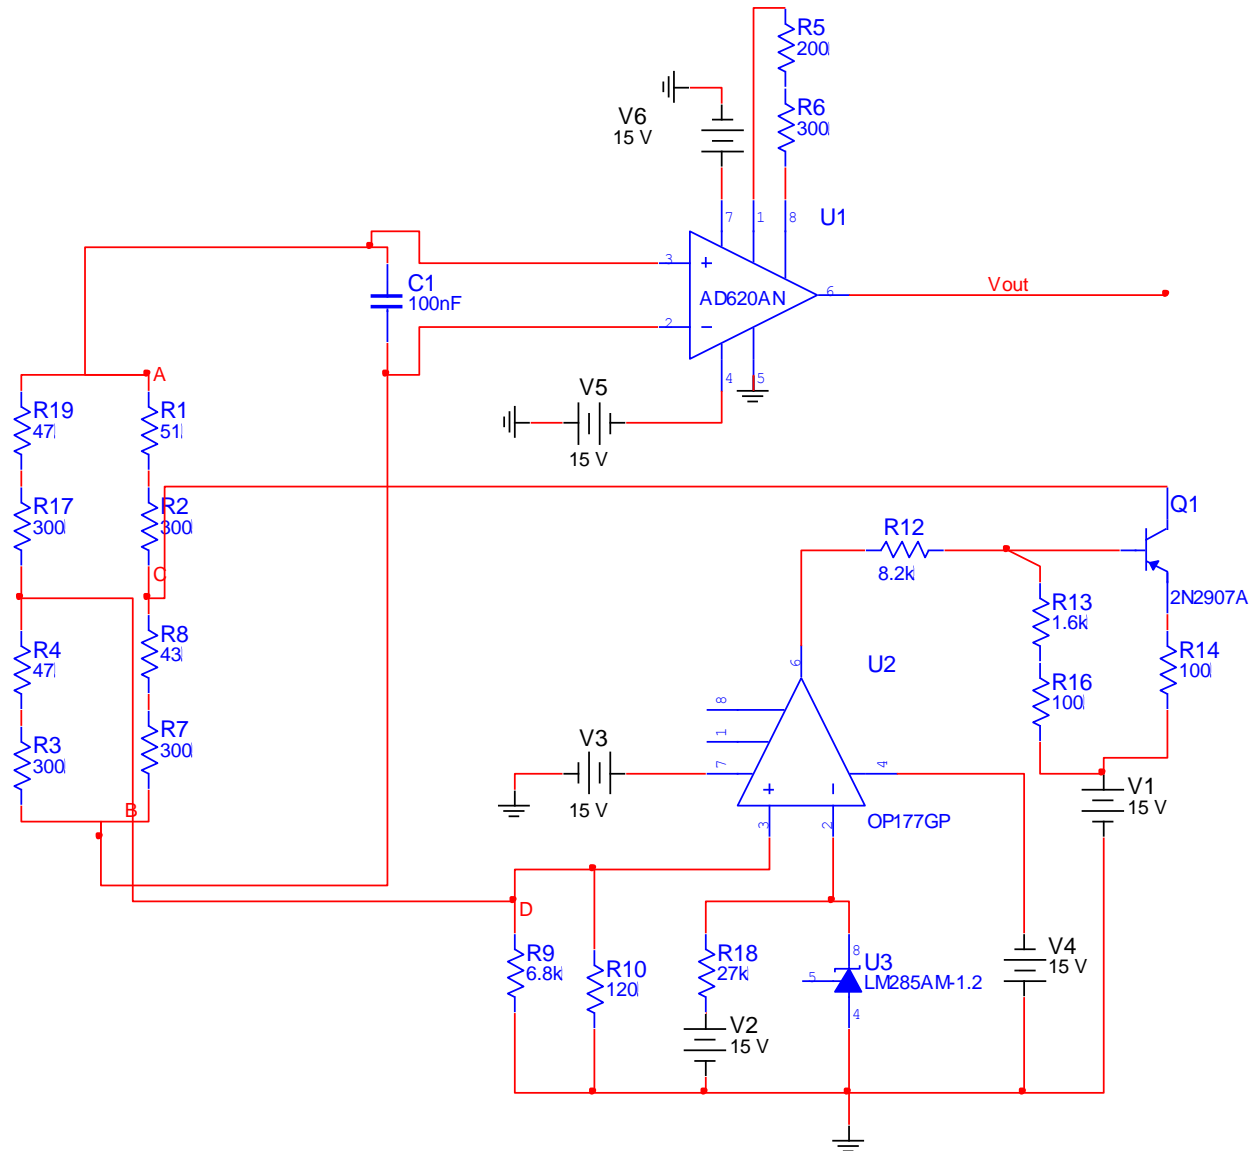 R5
200
R6
300
V6
15 V
7
1
8
U1
3
+
C1
100nF
AD620AN
6
Vout
2
−
4
5
V5
15 V
A
R19
47
R1
51
R17
300
R2
300
C
Q1
R12
8.2k
2N2907A
R13
1.6k
R4
47
R8
43
R14
100
6
U2
R16
100
8
R3
300
R7
300
1
V3
15 V
7
4
V1
15 V
+
−
B
3
2
OP177GP
D
R9
6.8k
R10
120
R18
27k
8
5
U3
LM285AM-1.2
4
V4
15 V
V2
15 V